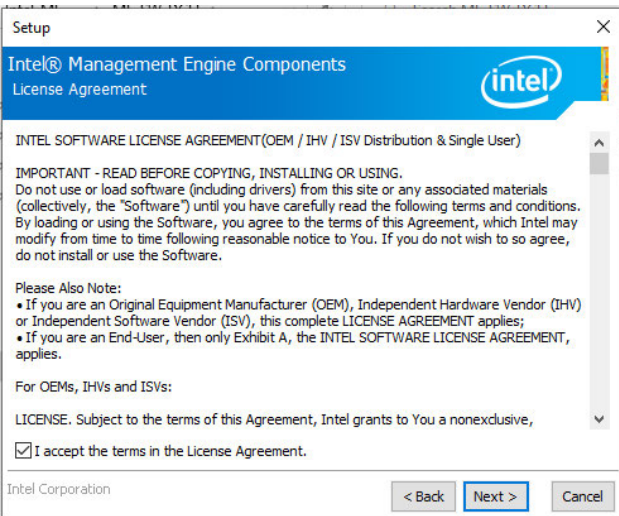 Setup
Intel® Management Engine Components
License Agreement
intel
INTEL SOFTWARE LICENSE AGREEMENT(OEM / IHV / ISV Distribution & Single User)
IMPORTANT - READ BEFORE COPYING, INSTALLING OR USING.
Do not use or load software (including drivers) from this site or any associated materials
(collectively, the "Software") until you have carefully read the following terms and conditions.
By loading or using the Software, you agree to the terms of this Agreement, which Intel may
modify from time to time following reasonable notice to You. If you do not wish to so agree,
do not install or use the Software.
Please Also Note:
• If you are an Original Equipment Manufacturer (OEM), Independent Hardware Vendor (IHV)
or Independent Software Vendor (ISV), this complete LICENSE AGREEMENT applies;
• If you are an End-User, then only Exhibit A, the INTEL SOFTWARE LICENSE AGREEMENT,
applies.
For OEMs, IHVs and ISVs:
LICENSE. Subject to the terms of this Agreement, Intel grants to You a nonexclusive,
I accept the terms in the License Agreement.
Intel Corporation
< Back Next > Cancel